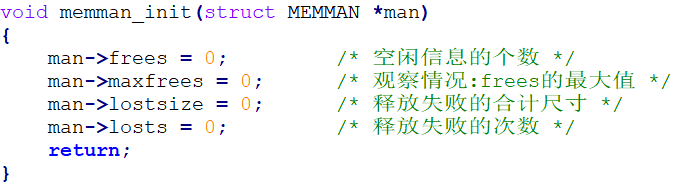 void memman_init(struct MEMMAN *man)
{
    man->frees = 0;         /* 空闲信息的个数 */
    man->maxfrees = 0;      /* 观察情况:frees的最大值 */
    man->lostsize = 0;      /* 释放失败的合计尺寸 */
    man->losts = 0;         /* 释放失败的次数 */
    return;
}